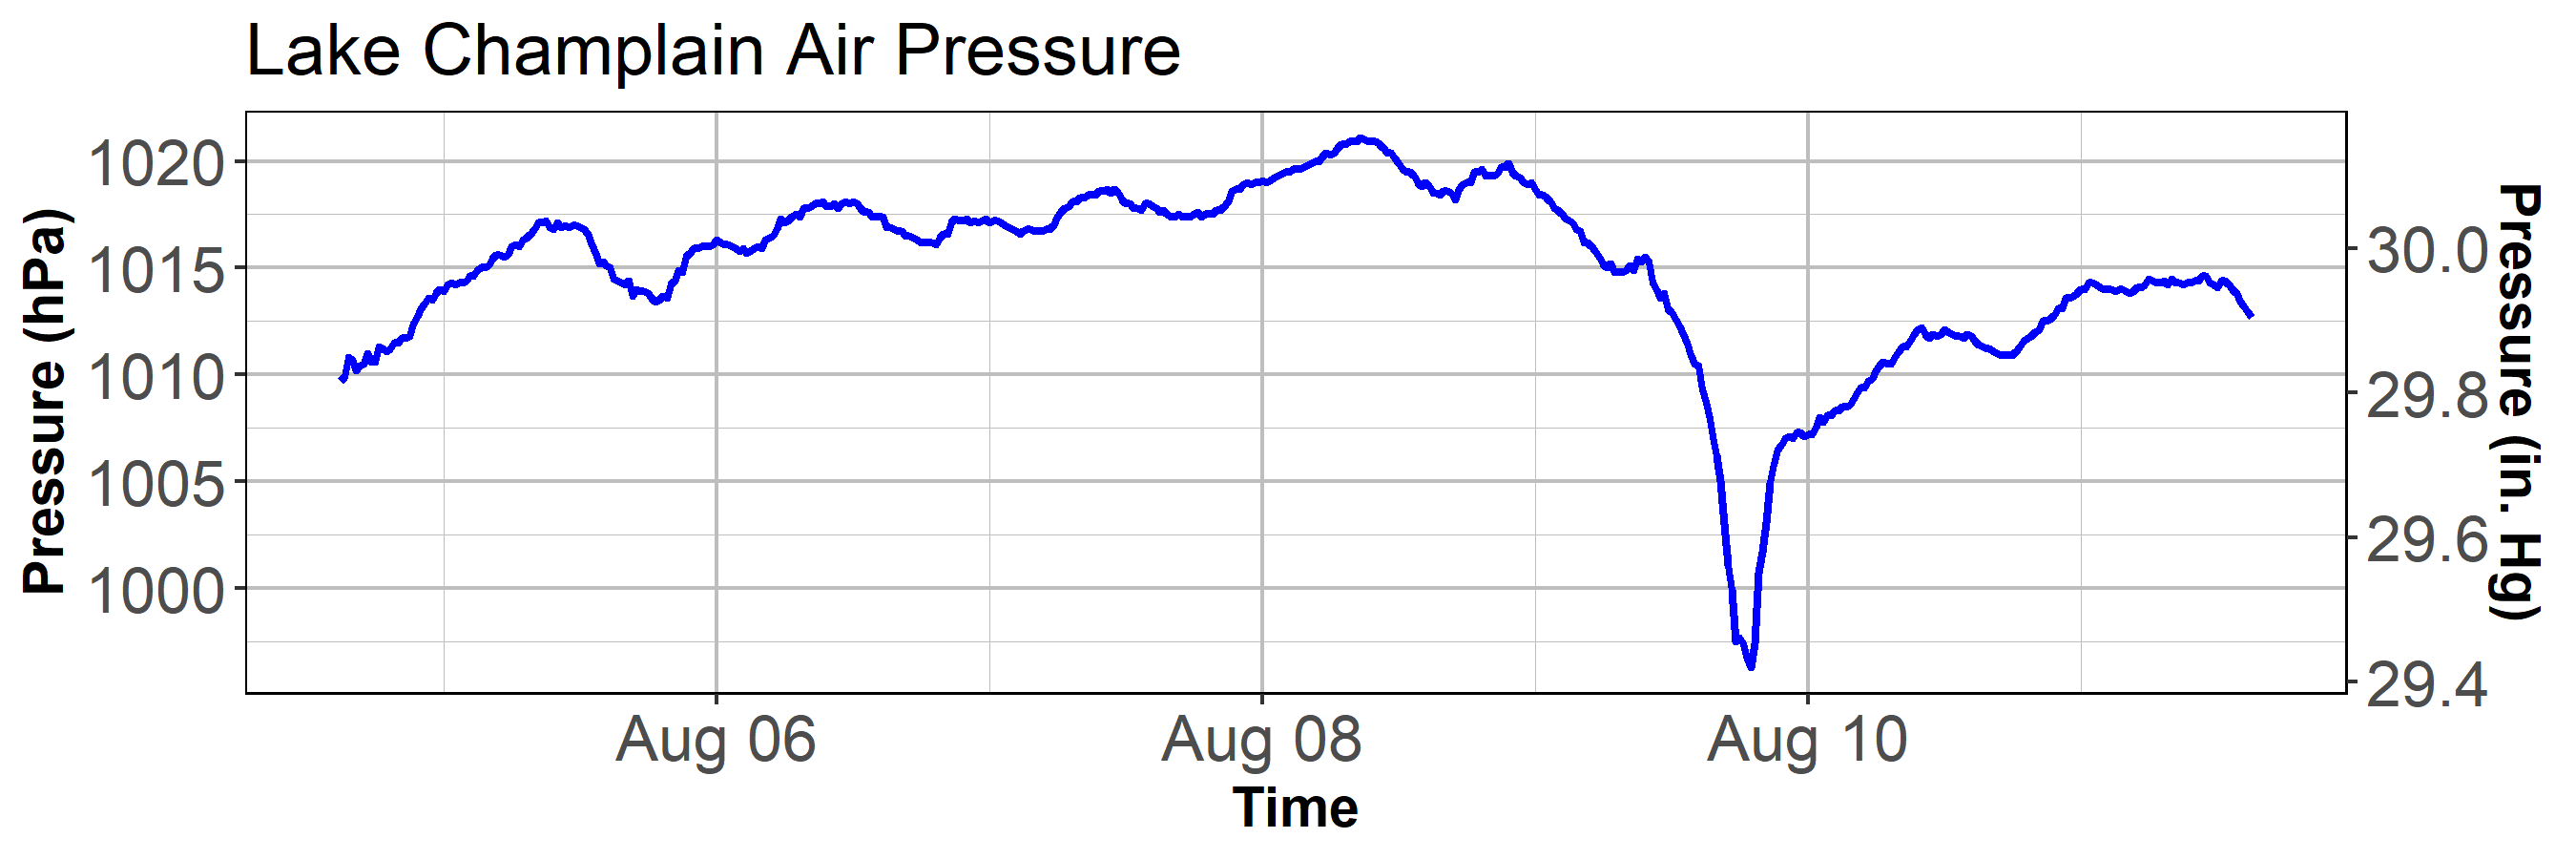 Lake Champlain Air Pressure
Pressure (hPa)
1020
1015
1010
1005
1000
30.0
29.8
29.6
29.4
Pressure (in. Hg)
Aug 06
Aug 08
Aug 10
Time